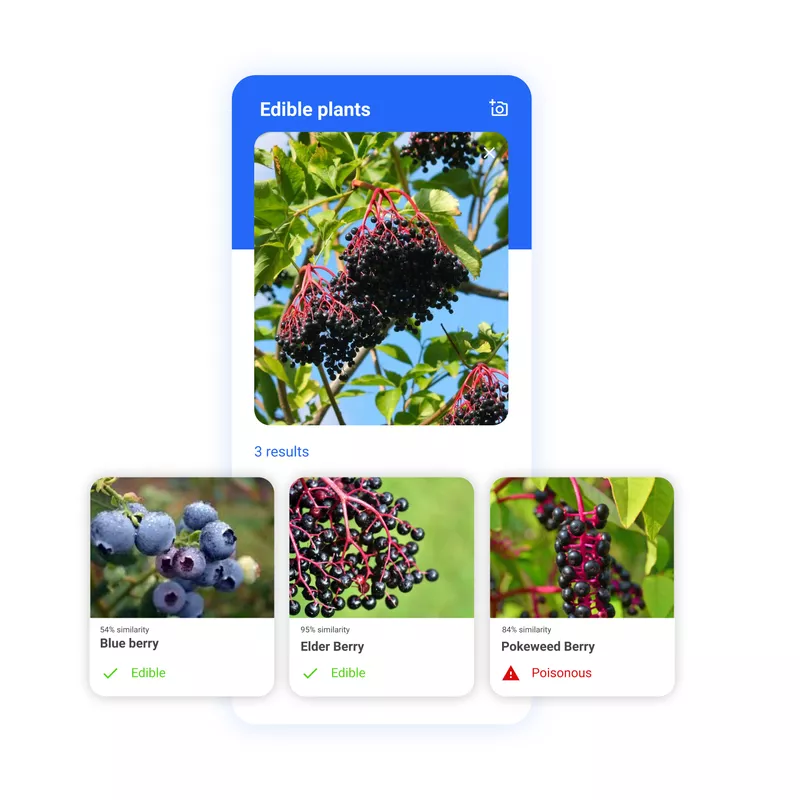 Edible plants
3 results
54% similarity
Blue berry
Edible
95% similarity
Elder Berry
Edible
84% similarity
Pokeweed Berry
Poisonous